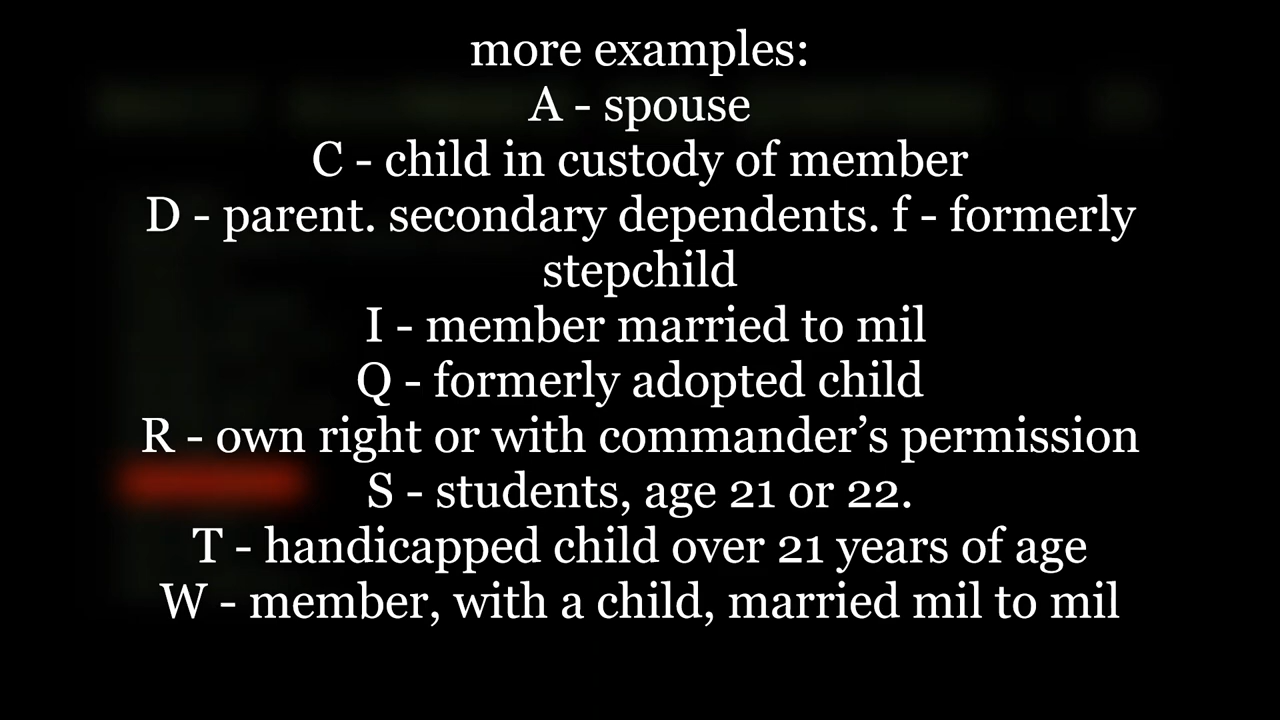 more examples:
A - spouse
C - child in custody of member
D - parent. secondary dependents. f - formerly
stepchild
I - member married to mil
Q - formerly adopted child
R - own right or with commander’s permission
S - students, age 21 or 22.
T - handicapped child over 21 years of age
W - member, with a child, married mil to mil